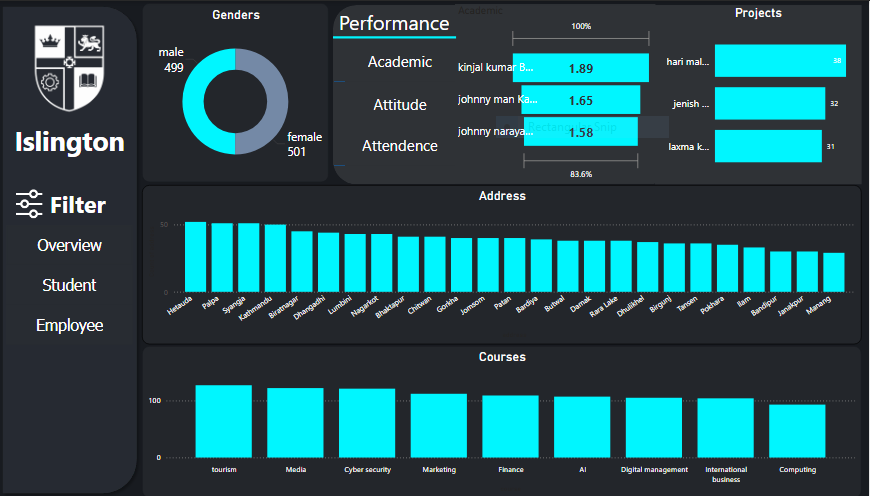 Islington
Filter
Overview
Student
Employee
Genders
male
499
female
501
Performance
Academic
Attitude
Attendence
Academic
100%
kinjal kumar B...
1.89
johnny man Ka...
1.65
johnny naraya...
1.58
Rectangular Snip
83.6%
Projects
hari mal...
38
jenish ...
32
laxma k...
31
Address
50
0
Hetauda
Palpa
Syangja
Kathmandu
Biratnagar
Dhangadhi
Lumbini
Nagarkot
Bhaktapur
Chitwan
Gorkha
Jomsom
Patan
Bardiya
Butwal
Damak
Rara Lake
Dhulikhel
Birgunj
Tansen
Pokhara
Ilam
Bandipur
Janakpur
Manang
Courses
100
0
tourism
Media
Cyber security
Marketing
Finance
AI
Digital management
International
business
Computing